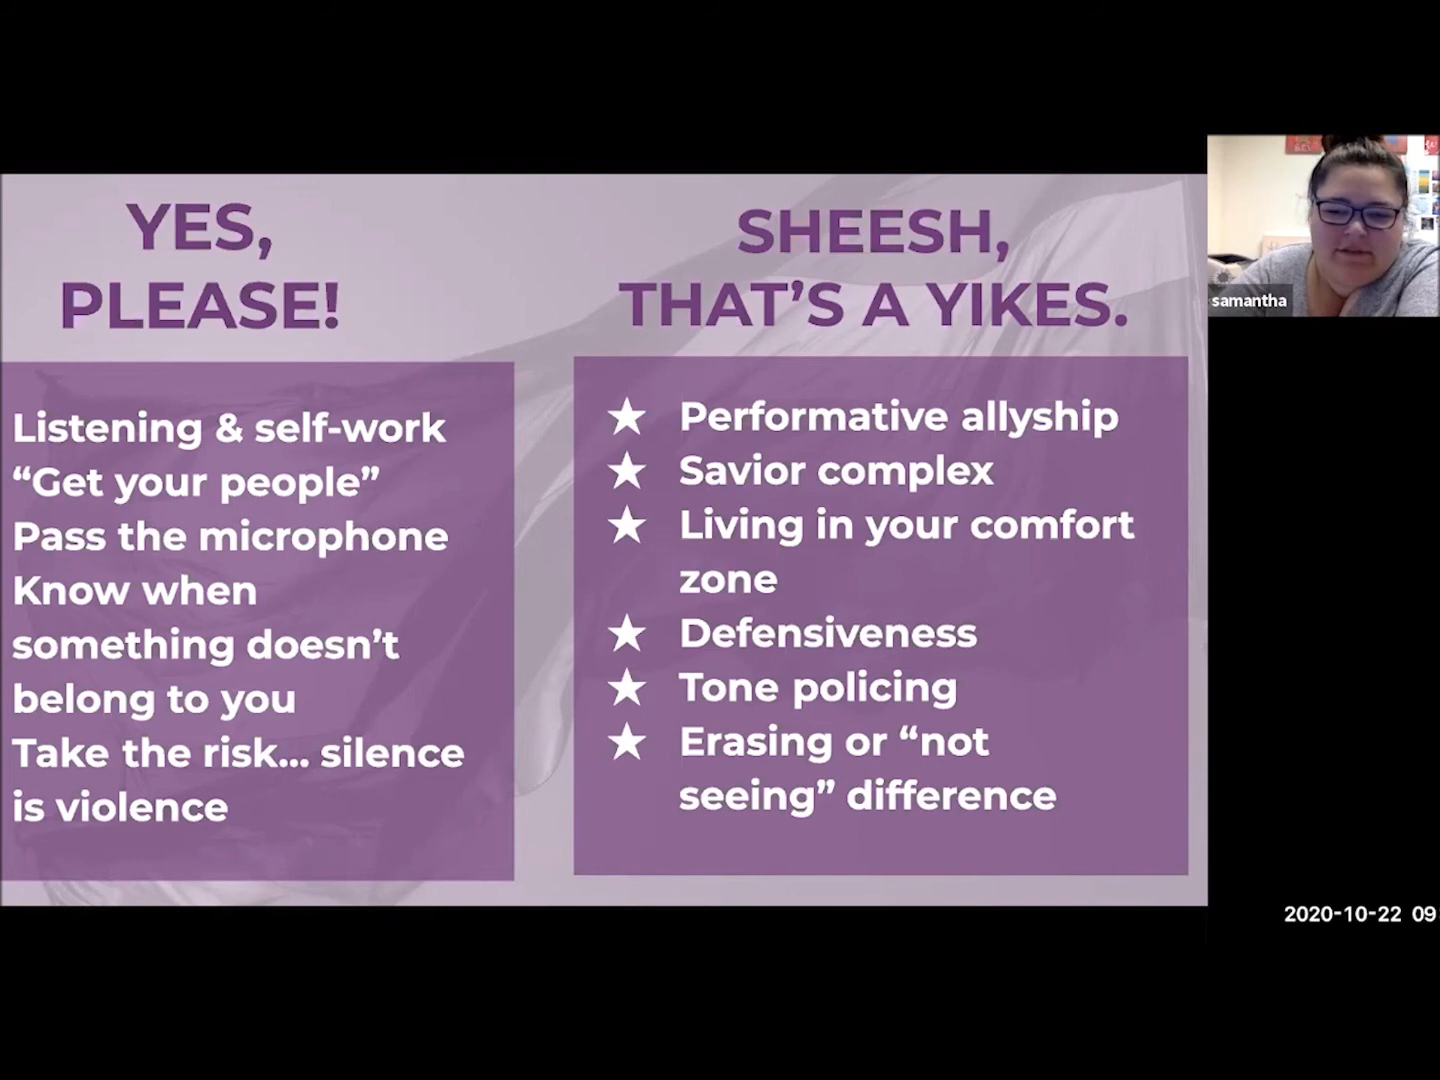 YES,
PLEASE!
Listening & self-work
“Get your people”
Pass the microphone
Know when
something doesn’t
belong to you
Take the risk... silence
is violence
SHEESH,
THAT’S A YIKES.
★ Performative allyship
★ Savior complex
★ Living in your comfort
zone
★ Defensiveness
★ Tone policing
★ Erasing or “not
seeing” difference
samantha
2020-10-22 09